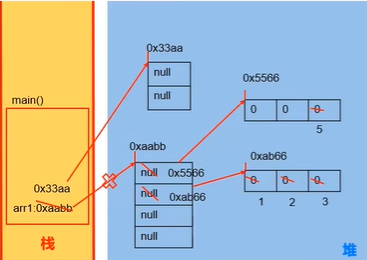 0x33aa
null
null
0x5566
0 0 0
5
main()
0xaabb
null 0x5566
null 0xab66
null
null
0xab66
0 0 0
1 2 3
0x33aa
arr1:0xaabb
栈
堆